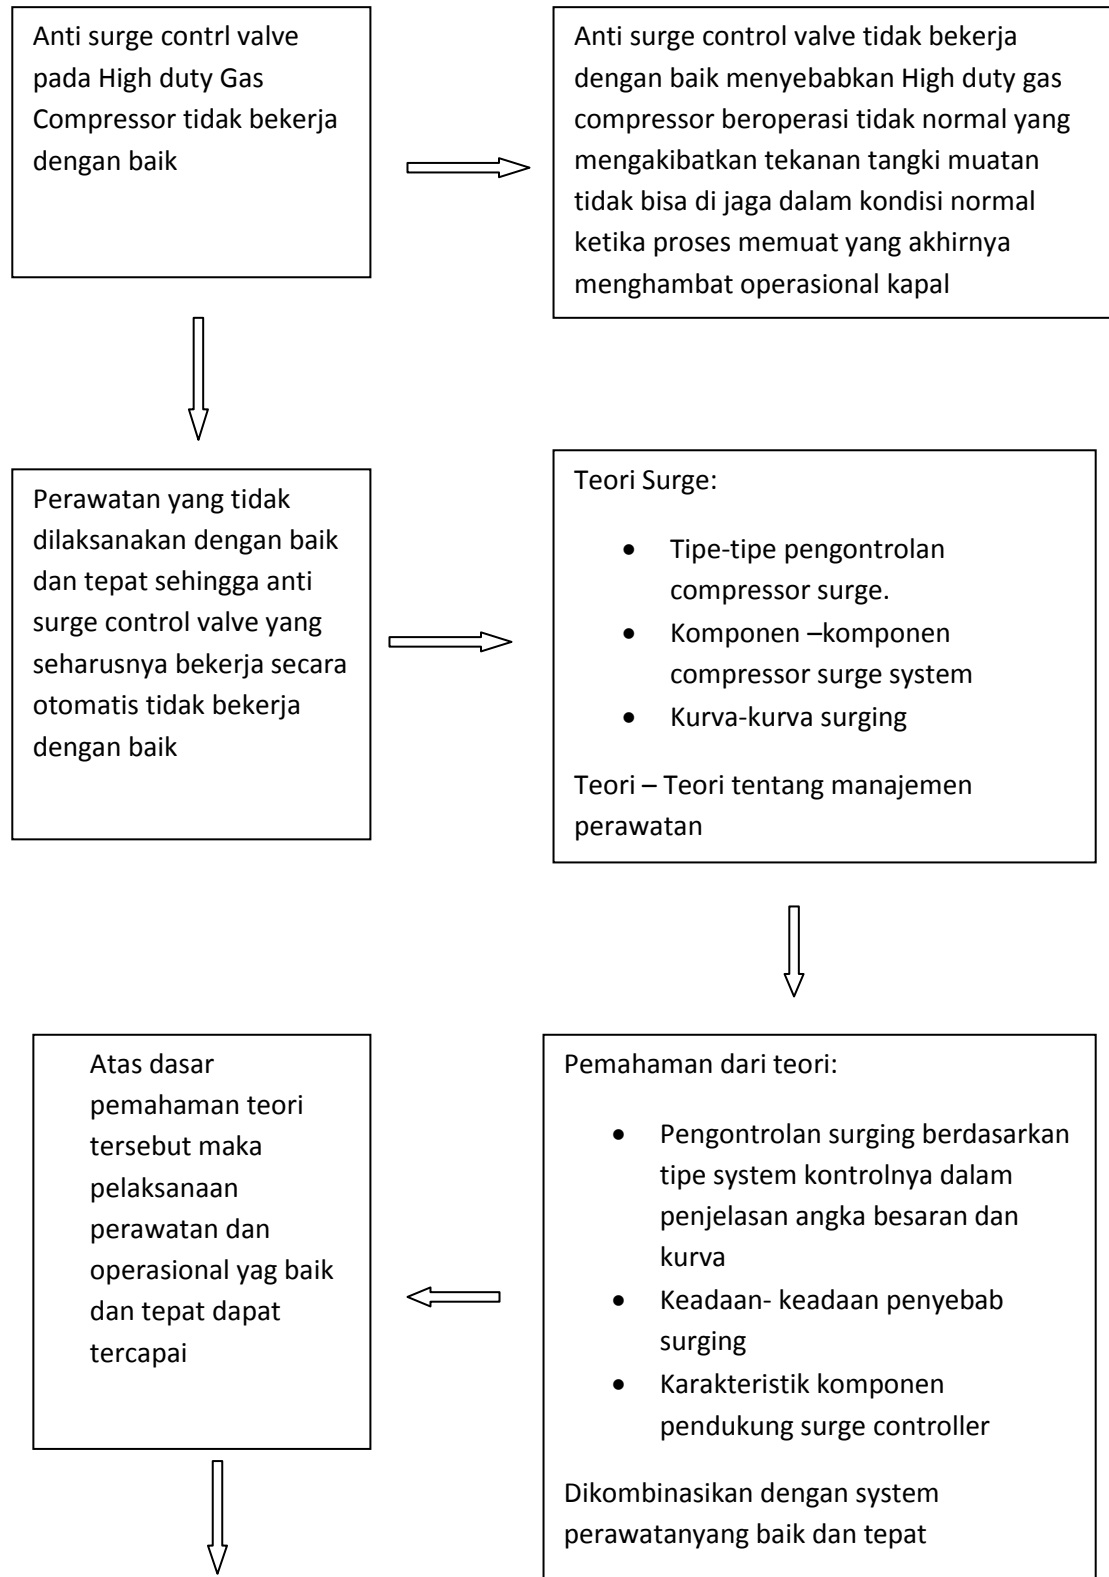 Anti surge contrl valve
pada High duty Gas
Compressor tidak bekerja
dengan baik
Anti surge control valve tidak bekerja
dengan baik menyebabkan High duty gas
compressor beroperasi tidak normal yang
mengakibatkan tekanan tangki muatan
tidak bisa di jaga dalam kondisi normal
ketika proses memuat yang akhirnya
menghambat operasional kapal
Perawatan yang tidak
dilaksanakan dengan baik
dan tepat sehingga anti
surge control valve yang
seharusnya bekerja secara
otomatis tidak bekerja
dengan baik
Teori Surge:
• Tipe-tipe pengontrolan
compressor surge.
• Komponen –komponen
compressor surge system
• Kurva-kurva surging
Teori – Teori tentang manajemen
perawatan
Atas dasar
pemahaman teori
tersebut maka
pelaksanaan
perawatan dan
operasional yag baik
dan tepat dapat
tercapai
Pemahaman dari teori:
• Pengontrolan surging berdasarkan
tipe system kontrolnya dalam
penjelasan angka besaran dan
kurva
• Keadaan- keadaan penyebab
surging
• Karakteristik komponen
pendukung surge controller
Dikombinasikan dengan system
perawatanyang baik dan tepat